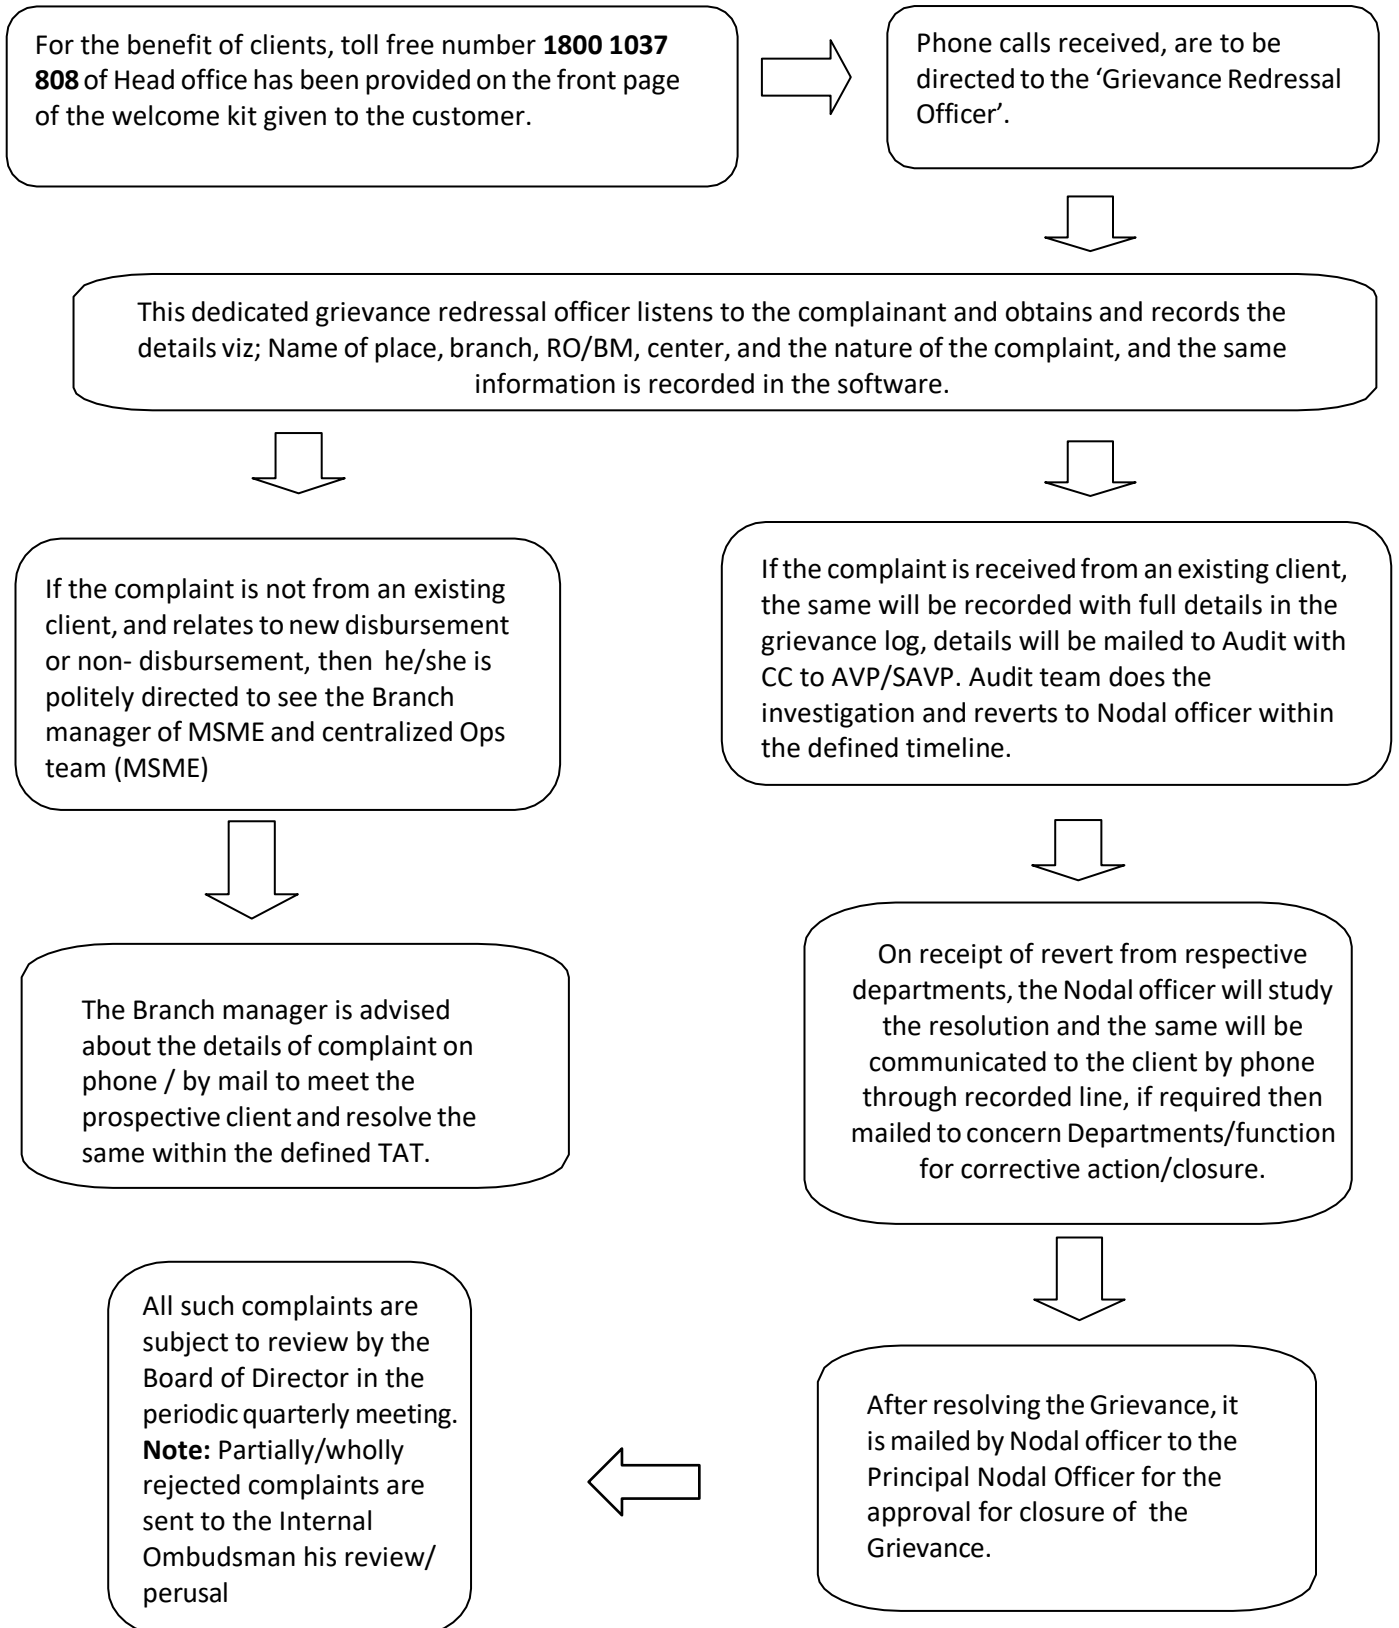 For the benefit of clients, toll free number 1800 1037
808 of Head office has been provided on the front page
of the welcome kit given to the customer.
Phone calls received, are to be
directed to the ‘Grievance Redressal
Officer’.
This dedicated grievance redressal officer listens to the complainant and obtains and records the
details viz; Name of place, branch, RO/BM, center, and the nature of the complaint, and the same
information is recorded in the software.
If the complaint is not from an existing
client, and relates to new disbursement
or non- disbursement, then he/she is
politely directed to see the Branch
manager of MSME and centralized Ops
team (MSME)
If the complaint is received from an existing client,
the same will be recorded with full details in the
grievance log, details will be mailed to Audit with
CC to AVP/SAVP. Audit team does the
investigation and reverts to Nodal officer within
the defined timeline.
The Branch manager is advised
about the details of complaint on
phone / by mail to meet the
prospective client and resolve the
same within the defined TAT.
On receipt of revert from respective
departments, the Nodal officer will study
the resolution and the same will be
communicated to the client by phone
through recorded line, if required then
mailed to concern Departments/function
for corrective action/closure.
After resolving the Grievance, it
is mailed by Nodal officer to the
Principal Nodal Officer for the
approval for closure of the
Grievance.
All such complaints are
subject to review by the
Board of Director in the
periodic quarterly meeting.
Note: Partially/wholly
rejected complaints are
sent to the Internal
Ombudsman his review/
perusal